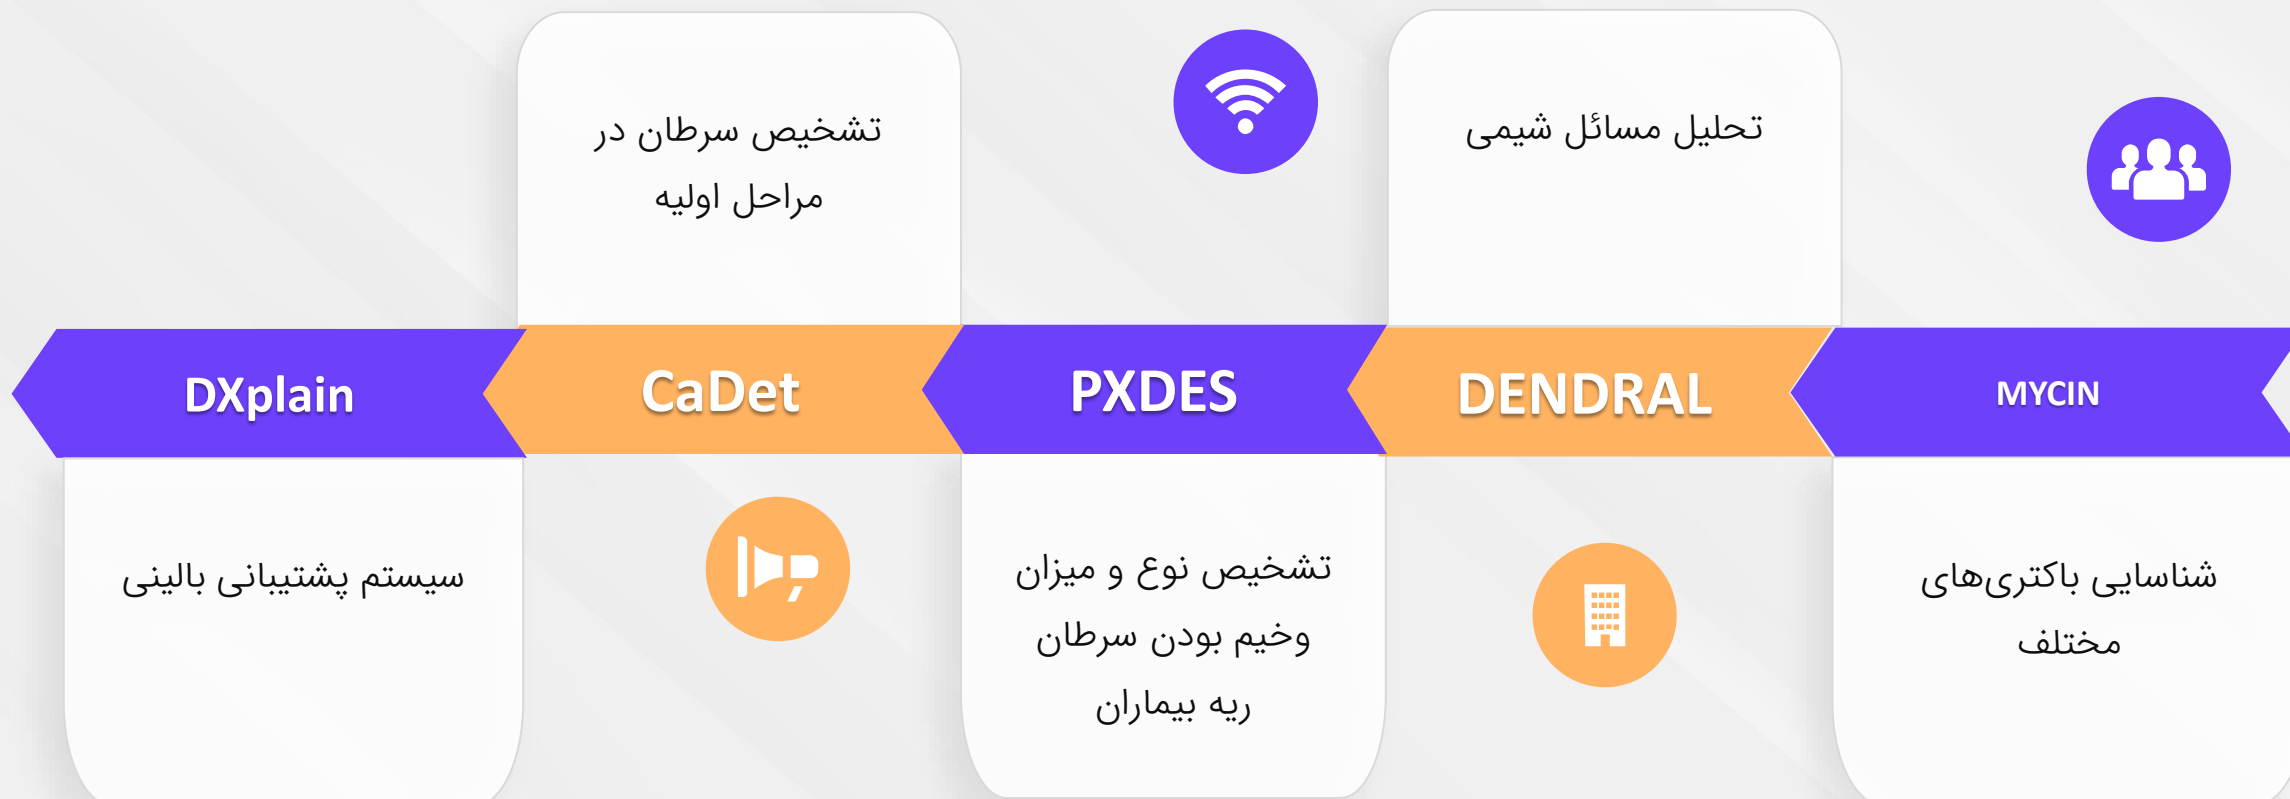 MYCIN
شناسایی باکتری‌های
مختلف
DENDRAL
تحلیل مسائل شیمی
PXDES
تشخیص نوع و میزان
وخیم بودن سرطان
ریه بیماران
CaDet
تشخیص سرطان در
مراحل اولیه
DXplain
سیستم پشتیبانی بالینی